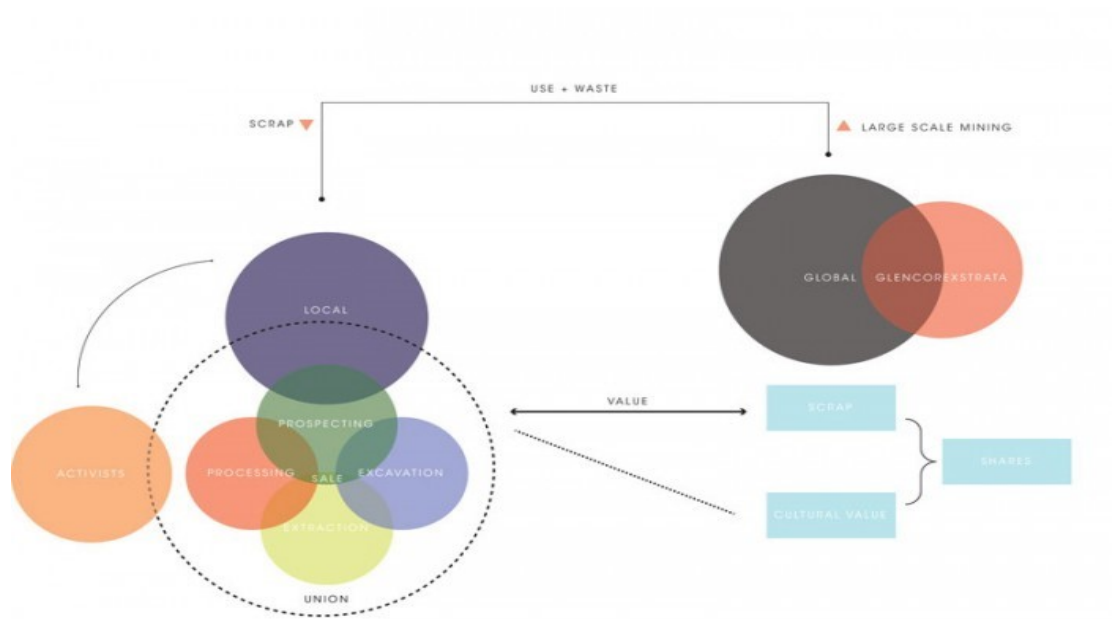 USE + WASTE
SCRAP
LARGE SCALE MINING
LOCAL
GLOBAL
GLENCOREXSTRATA
VALUE
SCRAP
PROSPECTING
ACTIVISTS
PROCESSING
SALE
EXCAVATION
SHARES
CULTURAL VALUE
EXTRACTION
UNION